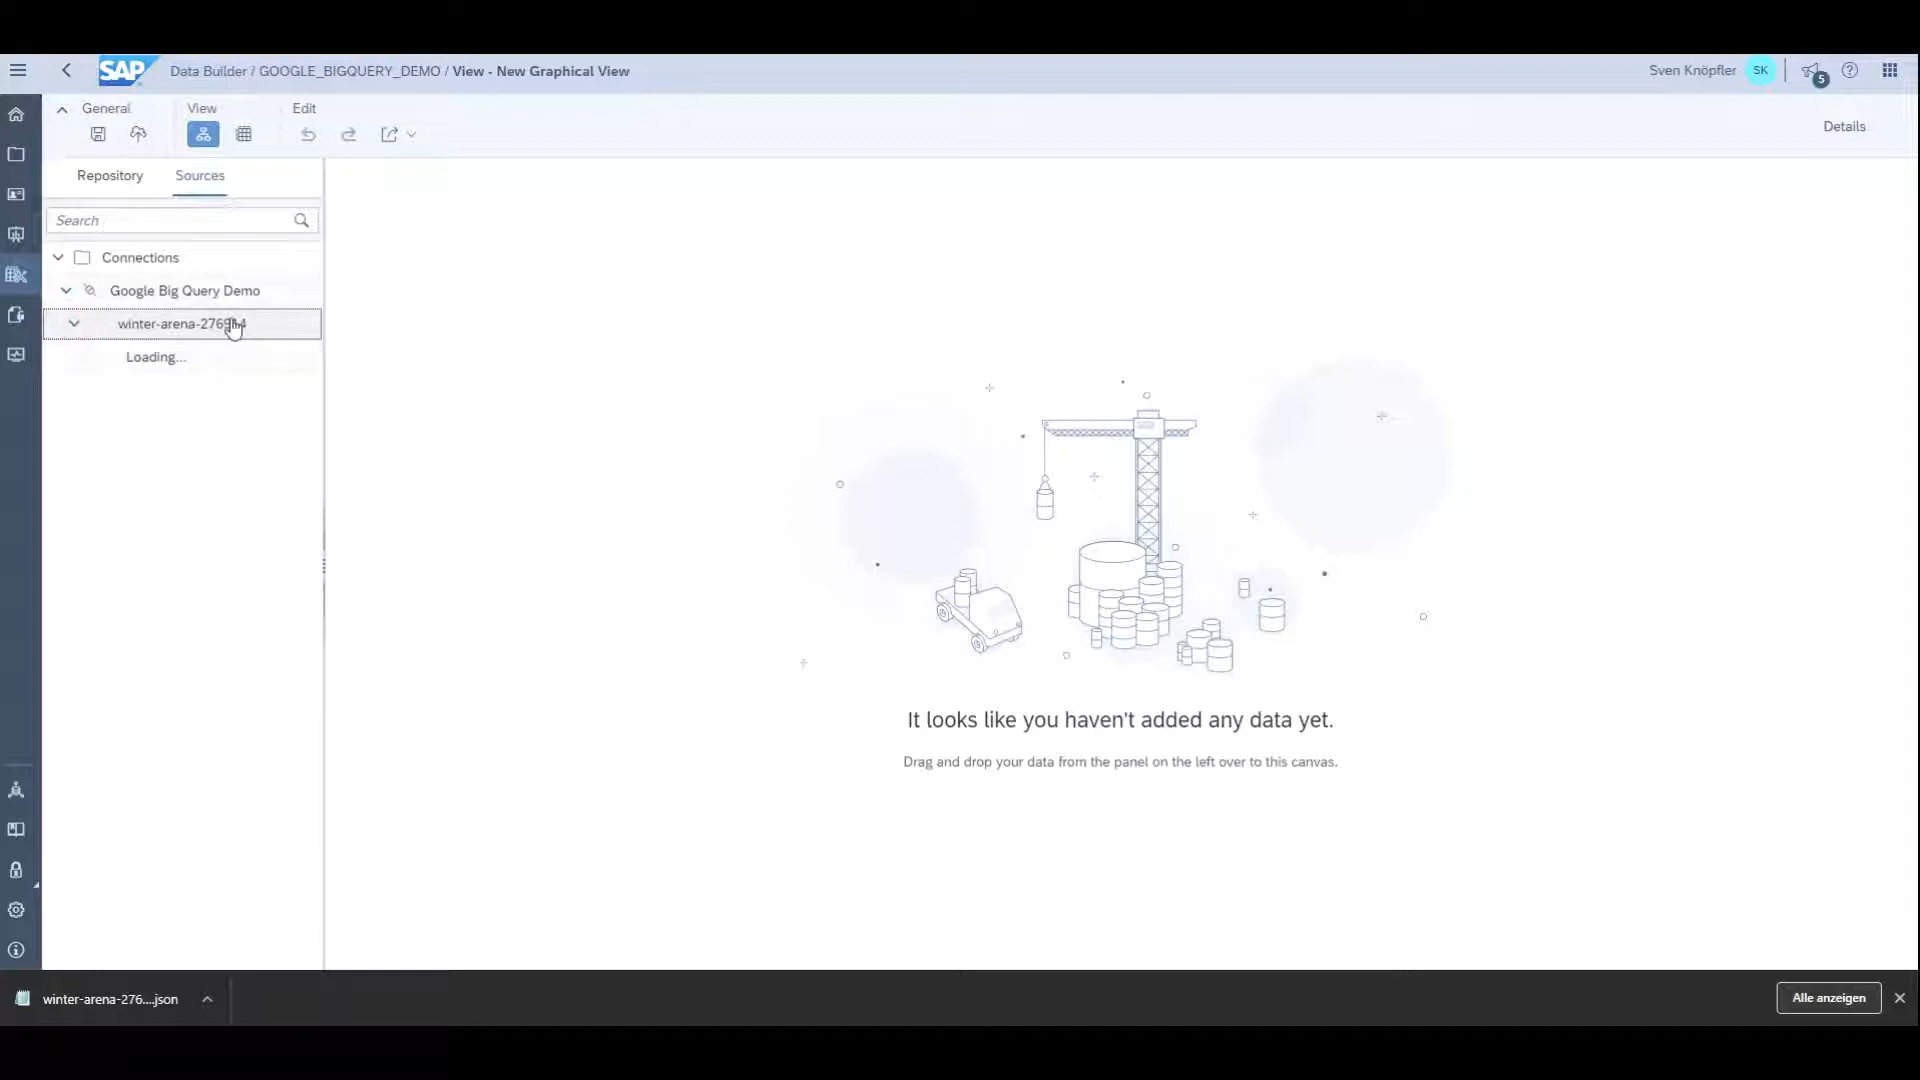 SAP
Data Builder / GOOGLE_BIGQUERY_DEMO / View - New Graphical View
Sven Knöpfler
SK
5
General
View
Edit
Details
Repository
Sources
Search
Connections
Google Big Query Demo
Loading...
It looks like you haven't added any data yet.
Drag and drop your data from the panel on the left over to this canvas.
winter-arena-276....json
Alle anzeigen